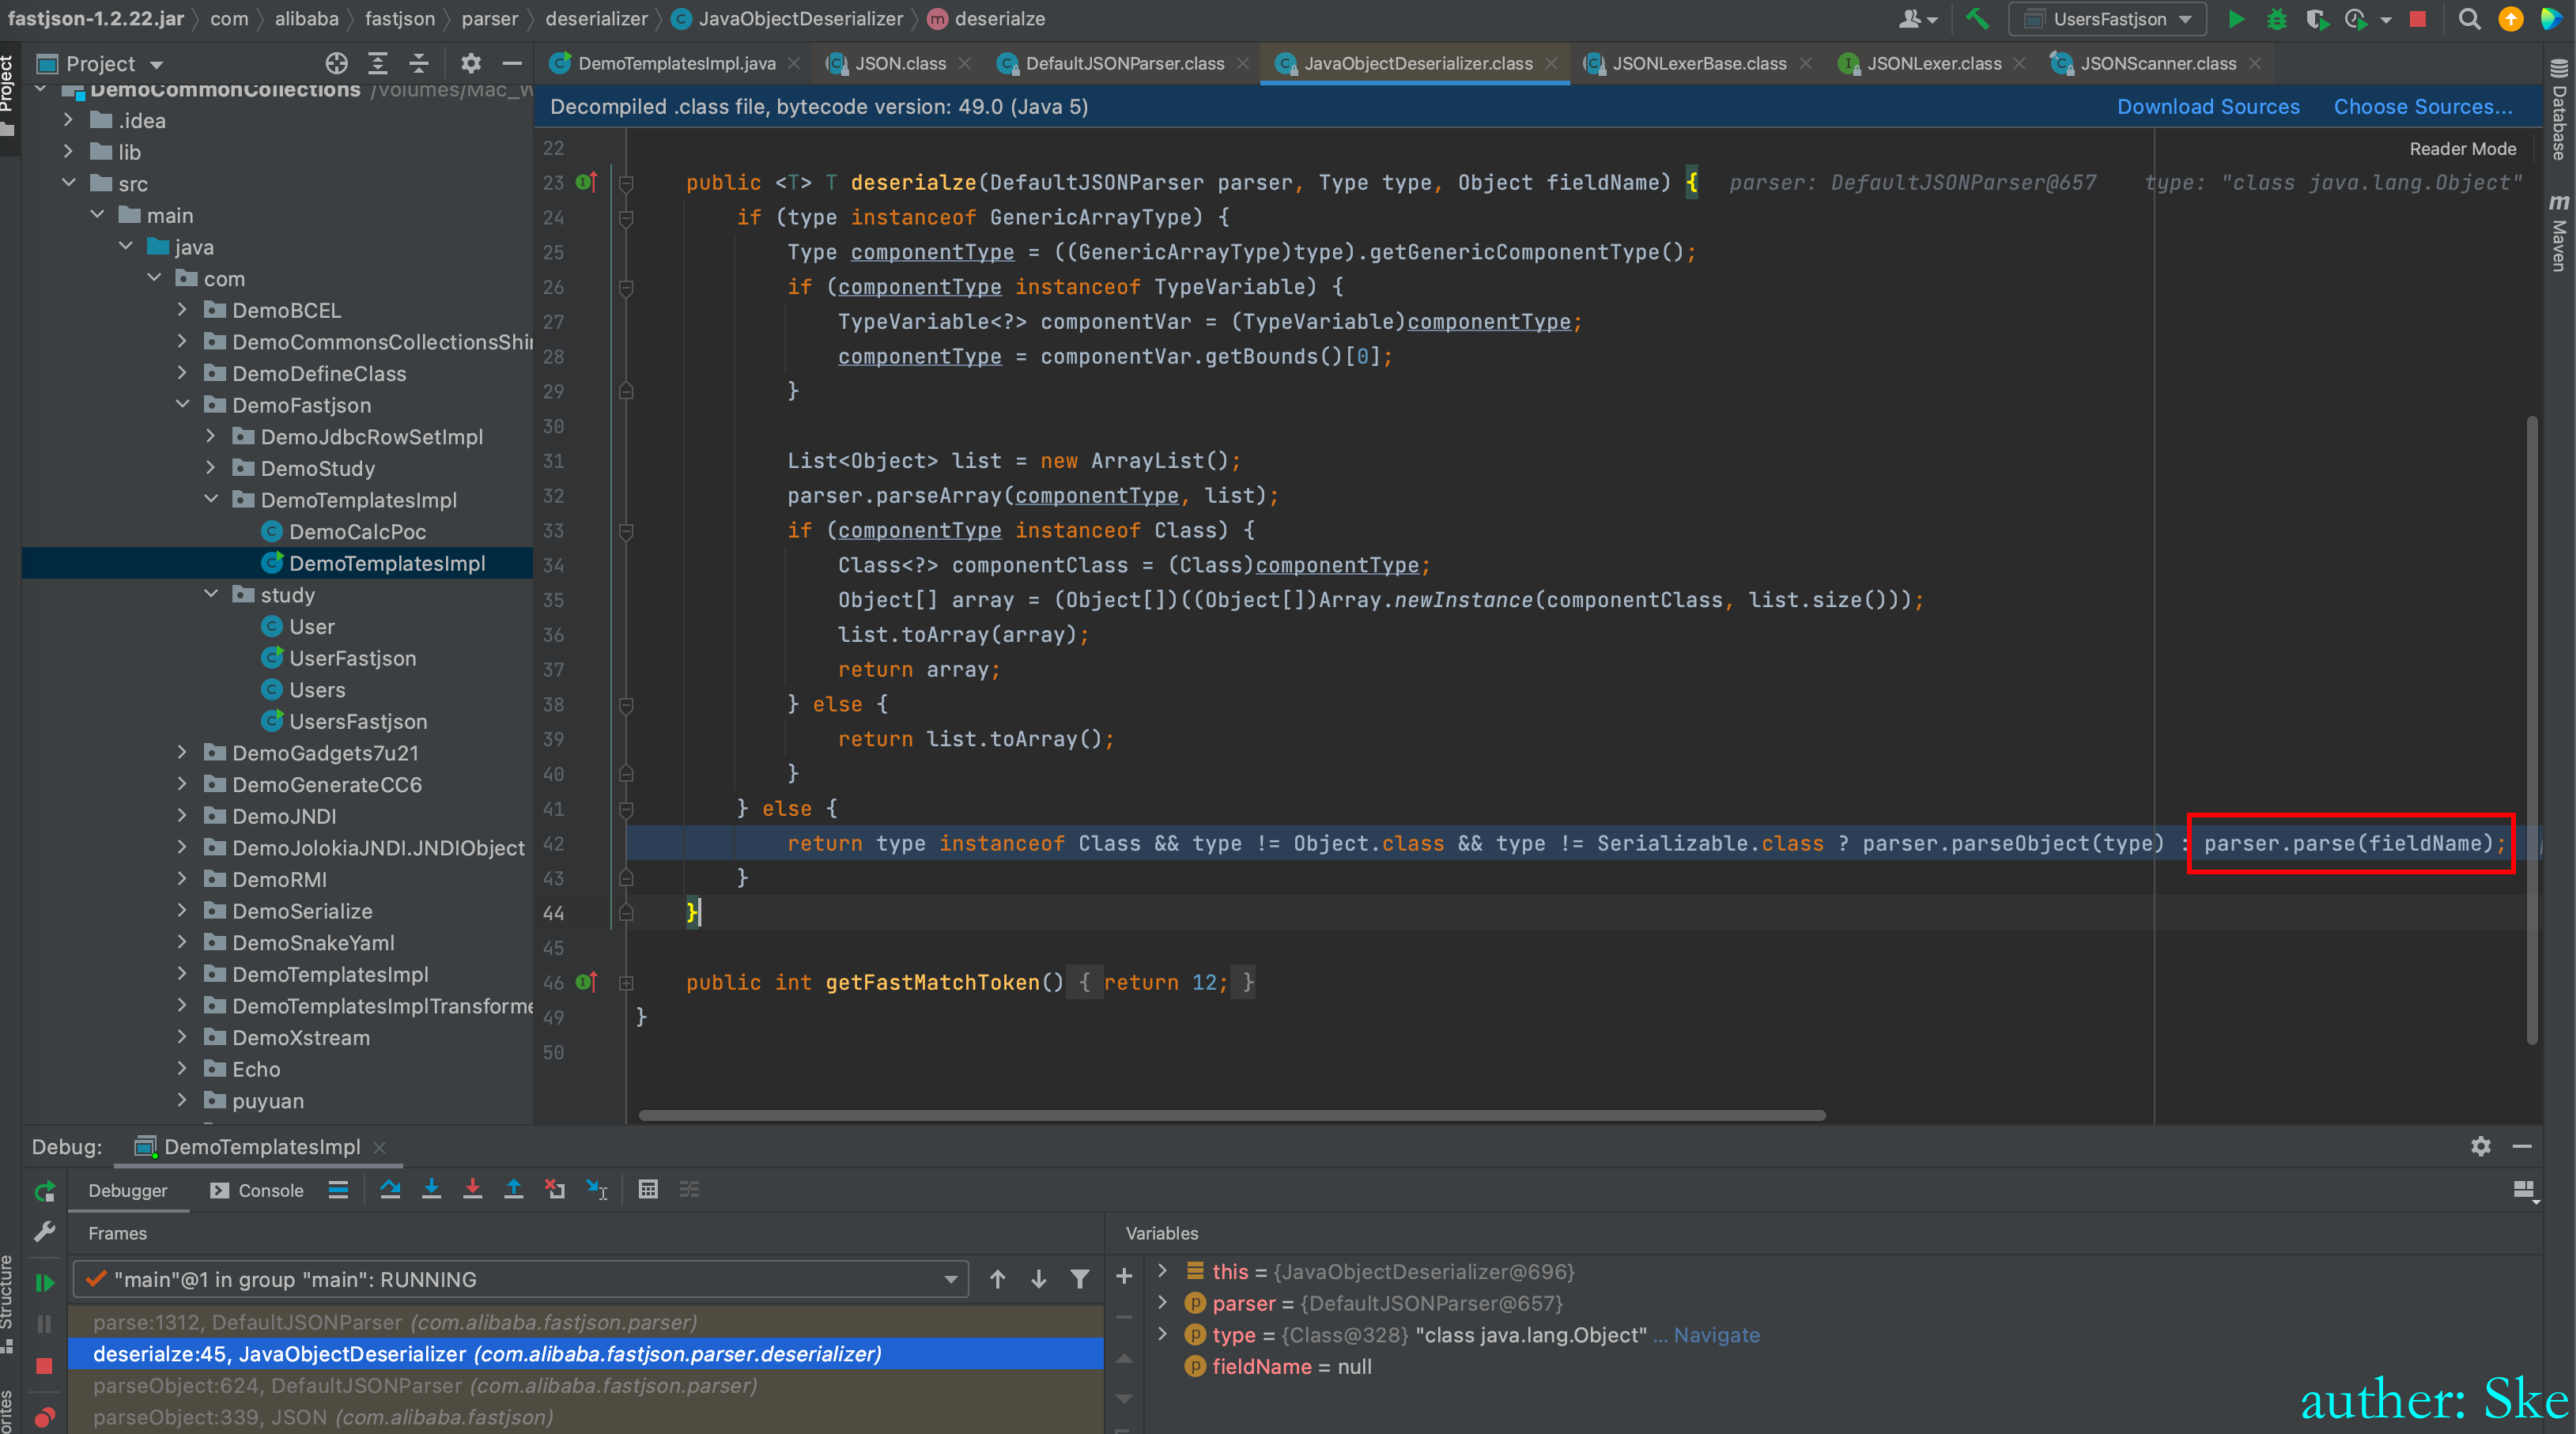 fastjson-1.2.22.jar com alibaba fastjson parser deserializer JavaObjectDeserializer deserialze UsersFastjson
Project DemoTemplatesImpl.java JSON.class DefaultJSONParser.class JavaObjectDeserializer.class JSONLexerBase.class JSONLexer.class JSONScanner.class
Project
Database
Maven
Structure
DemoCommonCollections /Volumes/Mac_W
.idea
lib
src
main
java
com
DemoBCEL
DemoCommonsCollectionsShi
DemoDefineClass
DemoFastjson
DemoJdbcRowSetImpl
DemoStudy
DemoTemplatesImpl
DemoCalcPoc
DemoTemplatesImpl
study
User
UserFastjson
Users
UsersFastjson
DemoGadgets7u21
DemoGenerateCC6
DemoJNDI
DemoJolokiaJNDI.JNDIObject
DemoRMI
DemoSerialize
DemoSnakeYaml
DemoTemplatesImpl
DemoTemplatesImplTransforme
DemoXstream
Echo
puyuan
Decompiled .class file, bytecode version: 49.0 (Java 5) Download Sources Choose Sources...
Reader Mode
22
23 public <T> T deserialze(DefaultJSONParser parser, Type type, Object fieldName) { parser: DefaultJSONParser@657 type: "class java.lang.Object"
24 if (type instanceof GenericArrayType) {
25 Type componentType = ((GenericArrayType)type).getGenericComponentType();
26 if (componentType instanceof TypeVariable) {
27 TypeVariable<?> componentVar = (TypeVariable)componentType;
28 componentType = componentVar.getBounds()[0];
29 }
30
31 List<Object> list = new ArrayList();
32 parser.parseArray(componentType, list);
33 if (componentType instanceof Class) {
34 Class<?> componentClass = (Class)componentType;
35 Object[] array = (Object[])((Object[])Array.newInstance(componentClass, list.size()));
36 list.toArray(array);
37 return array;
38 } else {
39 return list.toArray();
40 }
41 } else {
42 return type instanceof Class && type != Object.class && type != Serializable.class ? parser.parseObject(type) : parser.parse(fieldName);
43 }
44 }
45
46 public int getFastMatchToken() { return 12; }
49 }
50
Debug: DemoTemplatesImpl
Debugger Console
Frames
"main"@1 in group "main": RUNNING
parse:1312, DefaultJSONParser (com.alibaba.fastjson.parser)
deserialze:45, JavaObjectDeserializer (com.alibaba.fastjson.parser.deserializer)
parseObject:624, DefaultJSONParser (com.alibaba.fastjson.parser)
parseObject:339, JSON (com.alibaba.fastjson)
Variables
this = {JavaObjectDeserializer@696}
parser = {DefaultJSONParser@657}
type = {Class@328} "class java.lang.Object" ... Navigate
fieldName = null
auther: Ske